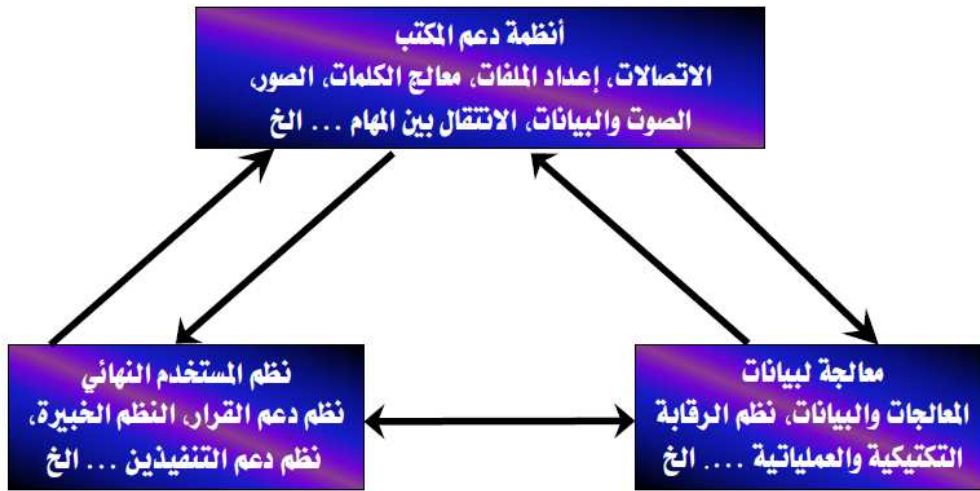 أنظمة دعم المكتب
الاتصالات، إعداد الملفات، معالج الكلمات، الصور،
الصوت والبيانات، الانتقال بين المهام ... الخ
نظم المستخدم النهائي
نظم دعم القرار، النظم الخبيرة،
نظم دعم التنفيذين ... الخ
معالجة لبيانات
المعالجات والبيانات، نظم الرقابة
التكتيكية والعملياتية .... الخ